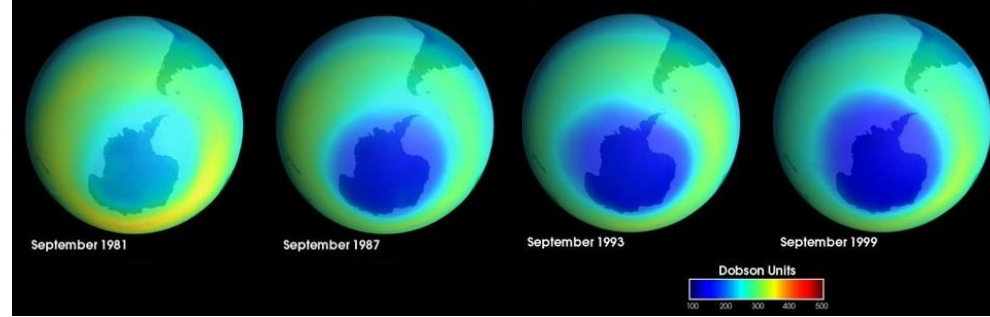 September 1981
September 1987
September 1993
September 1999
Dobson Units
100 200 300 400 500